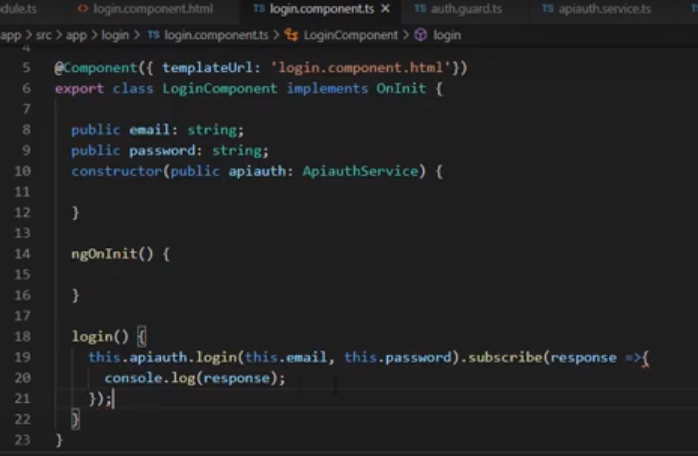 dule.ts <> login.component.html TS login.component.ts × TS auth.guard.ts TS apiauth.service.ts
app > src > app > login > TS login.component.ts > LoginComponent > login
4
5 @Component({ templateUrl: 'login.component.html'})
6 export class LoginComponent implements OnInit {
7
8 public email: string;
9 public password: string;
10 constructor(public apiauth: ApiauthService) {
11
12 }
13
14 ngOnInit() {
15
16 }
17
18 login() {
19 this.apiauth.login(this.email, this.password).subscribe(response =>{
20 console.log(response);
21 });
22 }
23 }